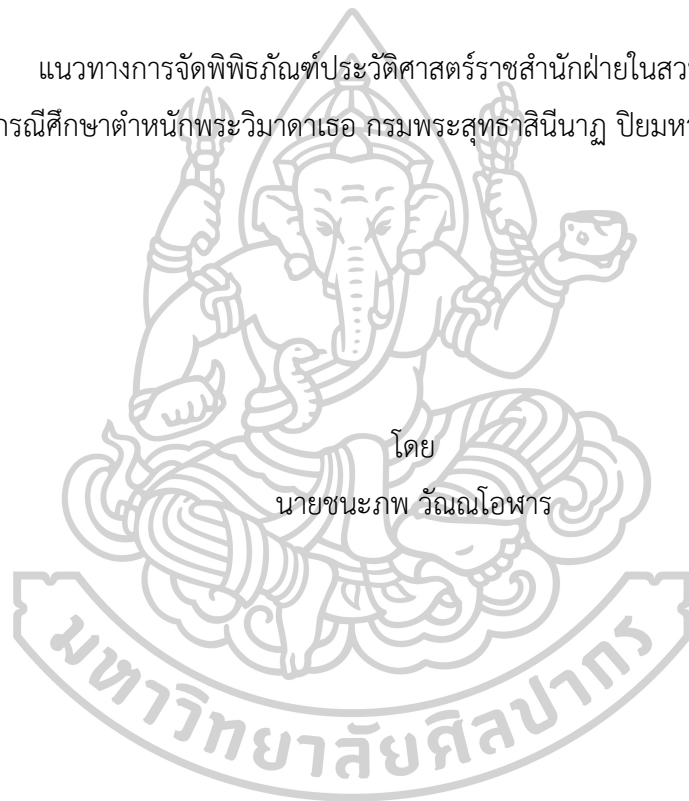 แนวทางการจัดพิพิธภัณฑ์ประวัติศาสตร์ราชสำนักฝ่ายในสว
กรณีศึกษาตำหนักพระวิมาดาเธอ กรมพระสุทธาสินีนาฏ ปิยมหา
โดย
นายชนะภพ วัณณโอฬาร
มหาวิทยาลัยศิลปากร